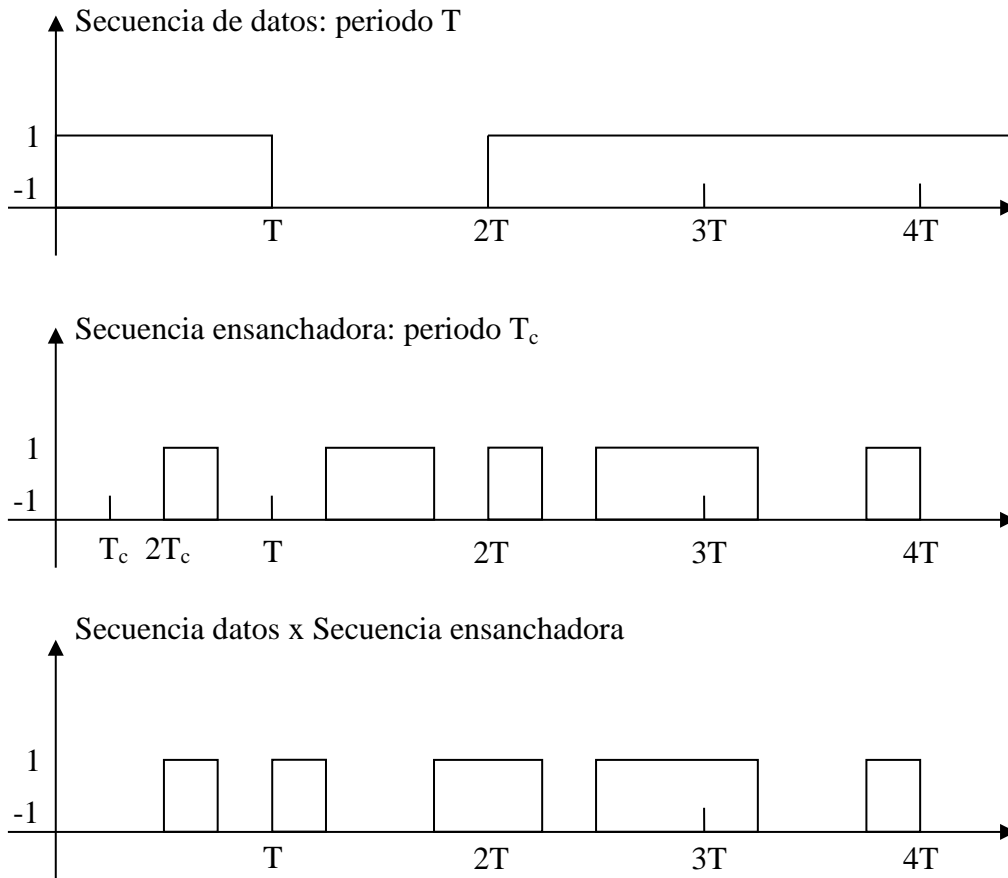 Secuencia de datos: periodo T
1
-1
T 2T 3T 4T
Secuencia ensanchadora: periodo Tc
1
-1
Tc 2Tc T 2T 3T 4T
Secuencia datos x Secuencia ensanchadora
1
-1
T 2T 3T 4T